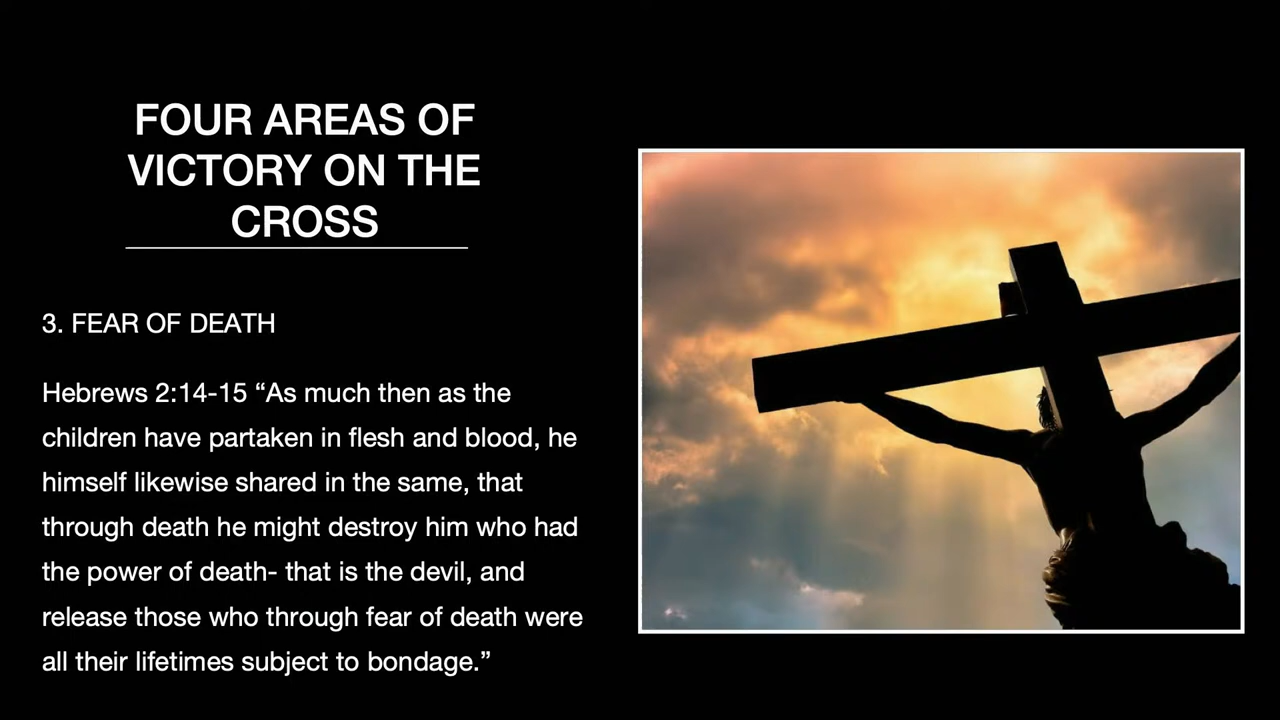 FOUR AREAS OF
VICTORY ON THE
CROSS
3. FEAR OF DEATH
Hebrews 2:14-15 “As much then as the
children have partaken in flesh and blood, he
himself likewise shared in the same, that
through death he might destroy him who had
the power of death- that is the devil, and
release those who through fear of death were
all their lifetimes subject to bondage.”